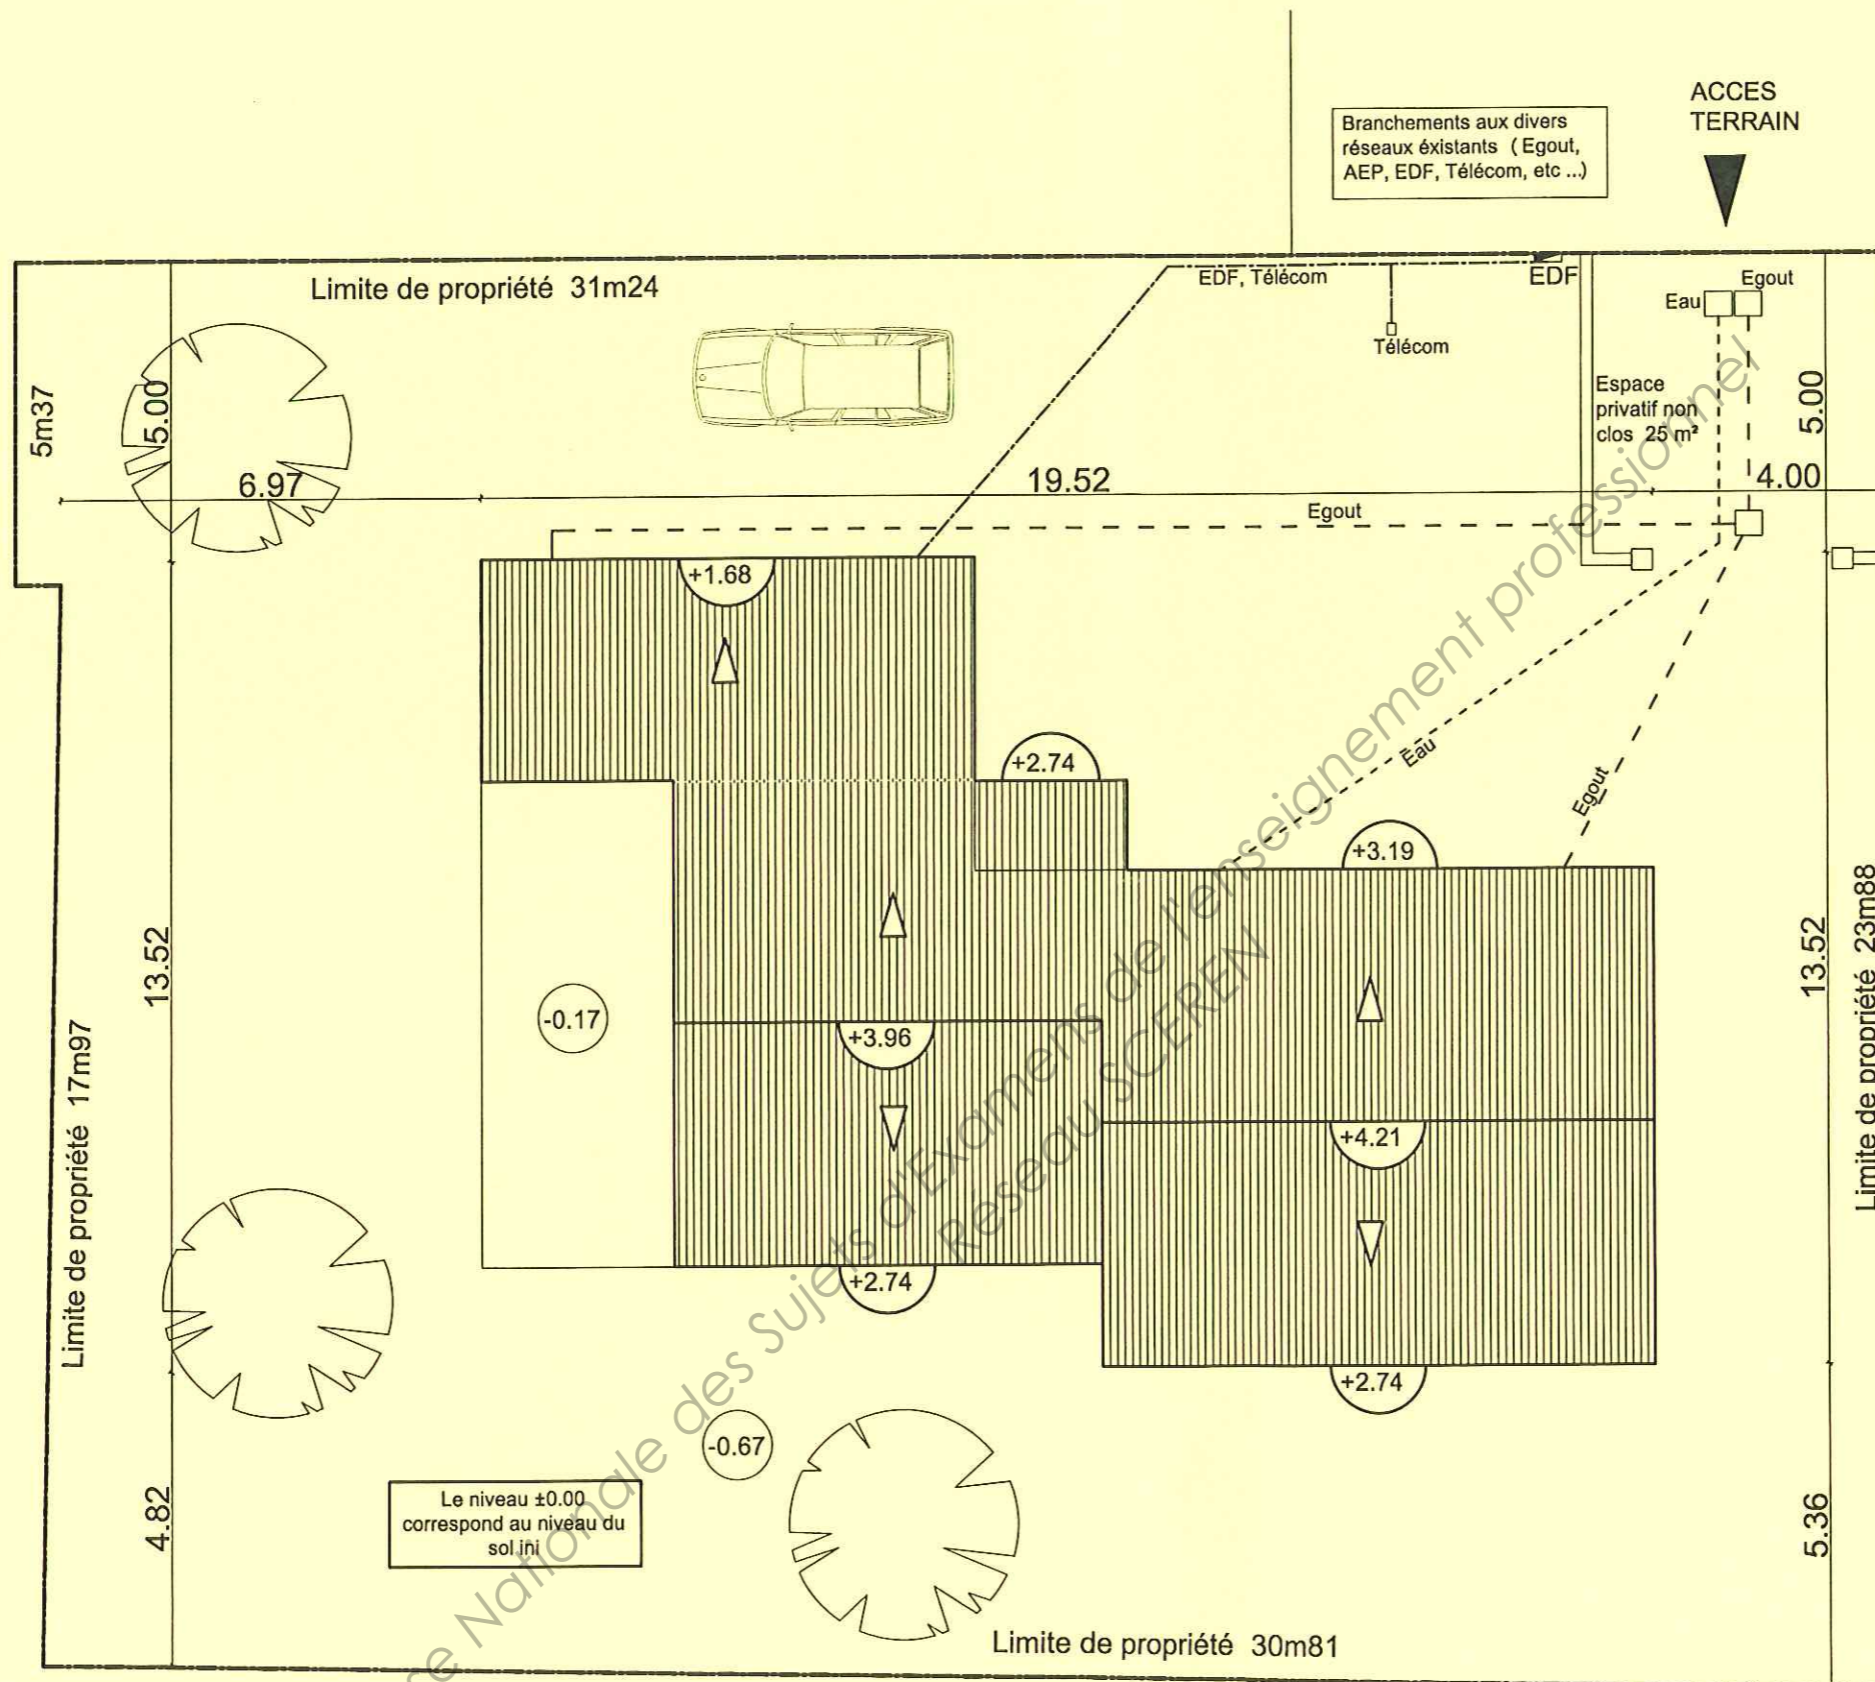 ACCES
TERRAIN
Branchements aux divers
réseaux éxistants ( Egout,
AEP, EDF, Télécom, etc ...)
Limite de propriété 31m24
EDF, Télécom
EDF
Eau
Egout
Télécom
Espace
privatif non
clos 25 m²
5m37
5.00
5.00
6.97
19.52
4.00
Egout
+1.68
+2.74
Eau
Egout
+3.19
13.52
-0.17
+3.96
13.52
Limite de propriété 23m88
Limite de propriété 17m97
+4.21
+2.74
+2.74
-0.67
4.82
Le niveau ±0.00
correspond au niveau du
sol ini
5.36
Limite de propriété 30m81
ce Nationale des Sujets d'Examens de l'enseignement professionnel
Réseau SCEREN